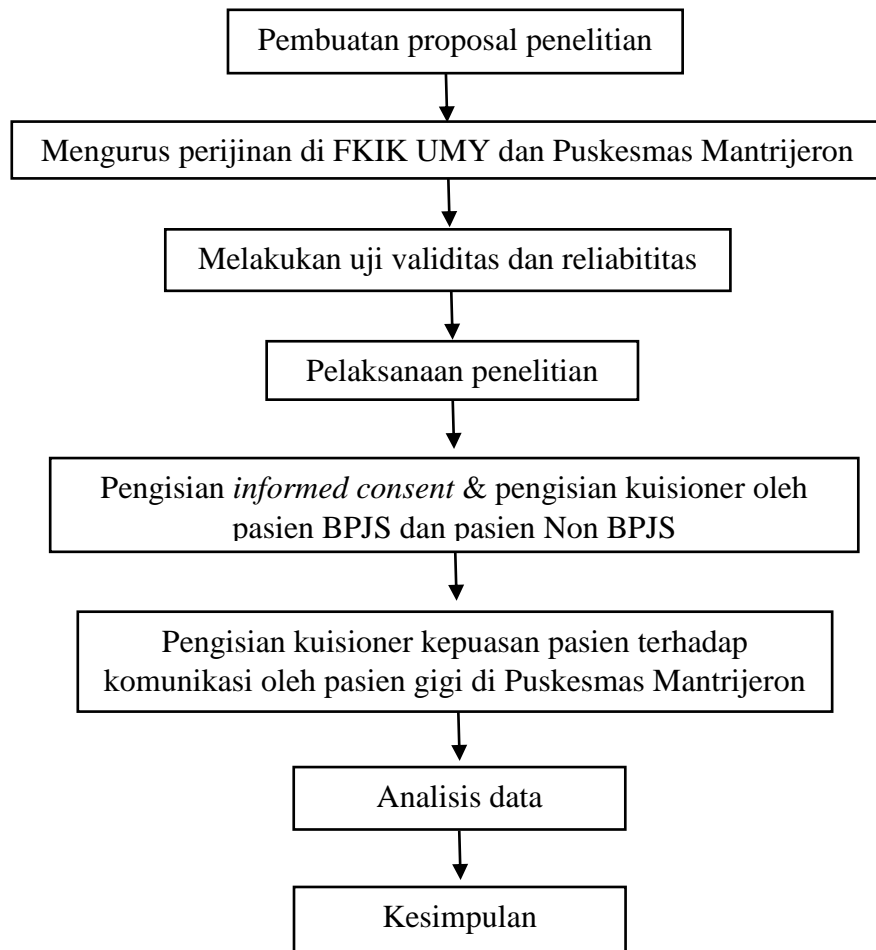 Pembuatan proposal penelitian
Mengurus perijinan di FKIK UMY dan Puskesmas Mantrijeron
Melakukan uji validitas dan reliabititas
Pelaksanaan penelitian
Pengisian informed consent & pengisian kuisioner oleh
pasien BPJS dan pasien Non BPJS
Pengisian kuisioner kepuasan pasien terhadap
komunikasi oleh pasien gigi di Puskesmas Mantrijeron
Analisis data
Kesimpulan